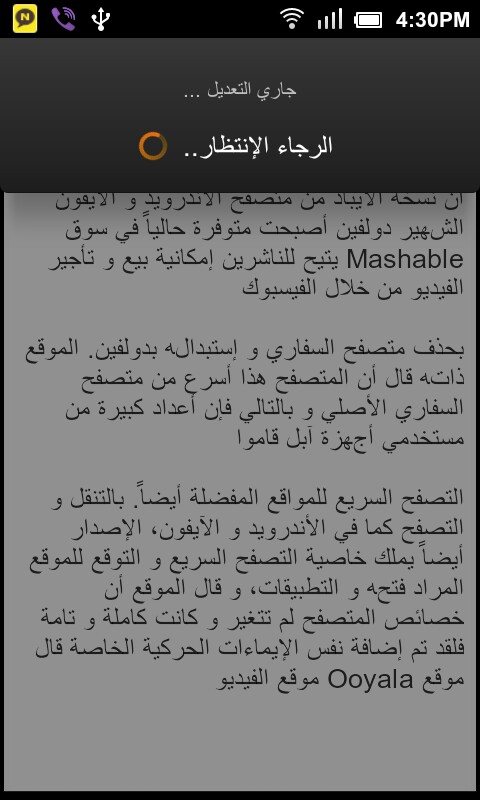 4:30PM
جاري التعديل ...
الرجاء الإنتظار..
أن نسخة الآيباد من متصفح الأندرويد و الآيفون
الشهير دولفين أصبحت متوفرة حالياً في سوق
Mashable يتيح للناشرين إمكانية بيع و تأجير
الفيديو من خلال الفيسبوك
بحذف متصفح السفاري و إستبداله بدولفين. الموقع
ذاته قال أن المتصفح هذا أسرع من متصفح
السفاري الأصلي و بالتالي فإن أعداد كبيرة من
مستخدمي أجهزة آبل قاموا
التصفح السريع للمواقع المفضلة أيضاً. بالتنقل و
التصفح كما في الأندرويد و الآيفون، الإصدار
أيضاً يملك خاصية التصفح السريع و التوقع للموقع
المراد فتحه و التطبيقات، و قال الموقع أن
خصائص المتصفح لم تتغير و كانت كاملة و تامة
فلقد تم إضافة نفس الإيماءات الحركية الخاصة قال
موقع Ooyala موقع الفيديو